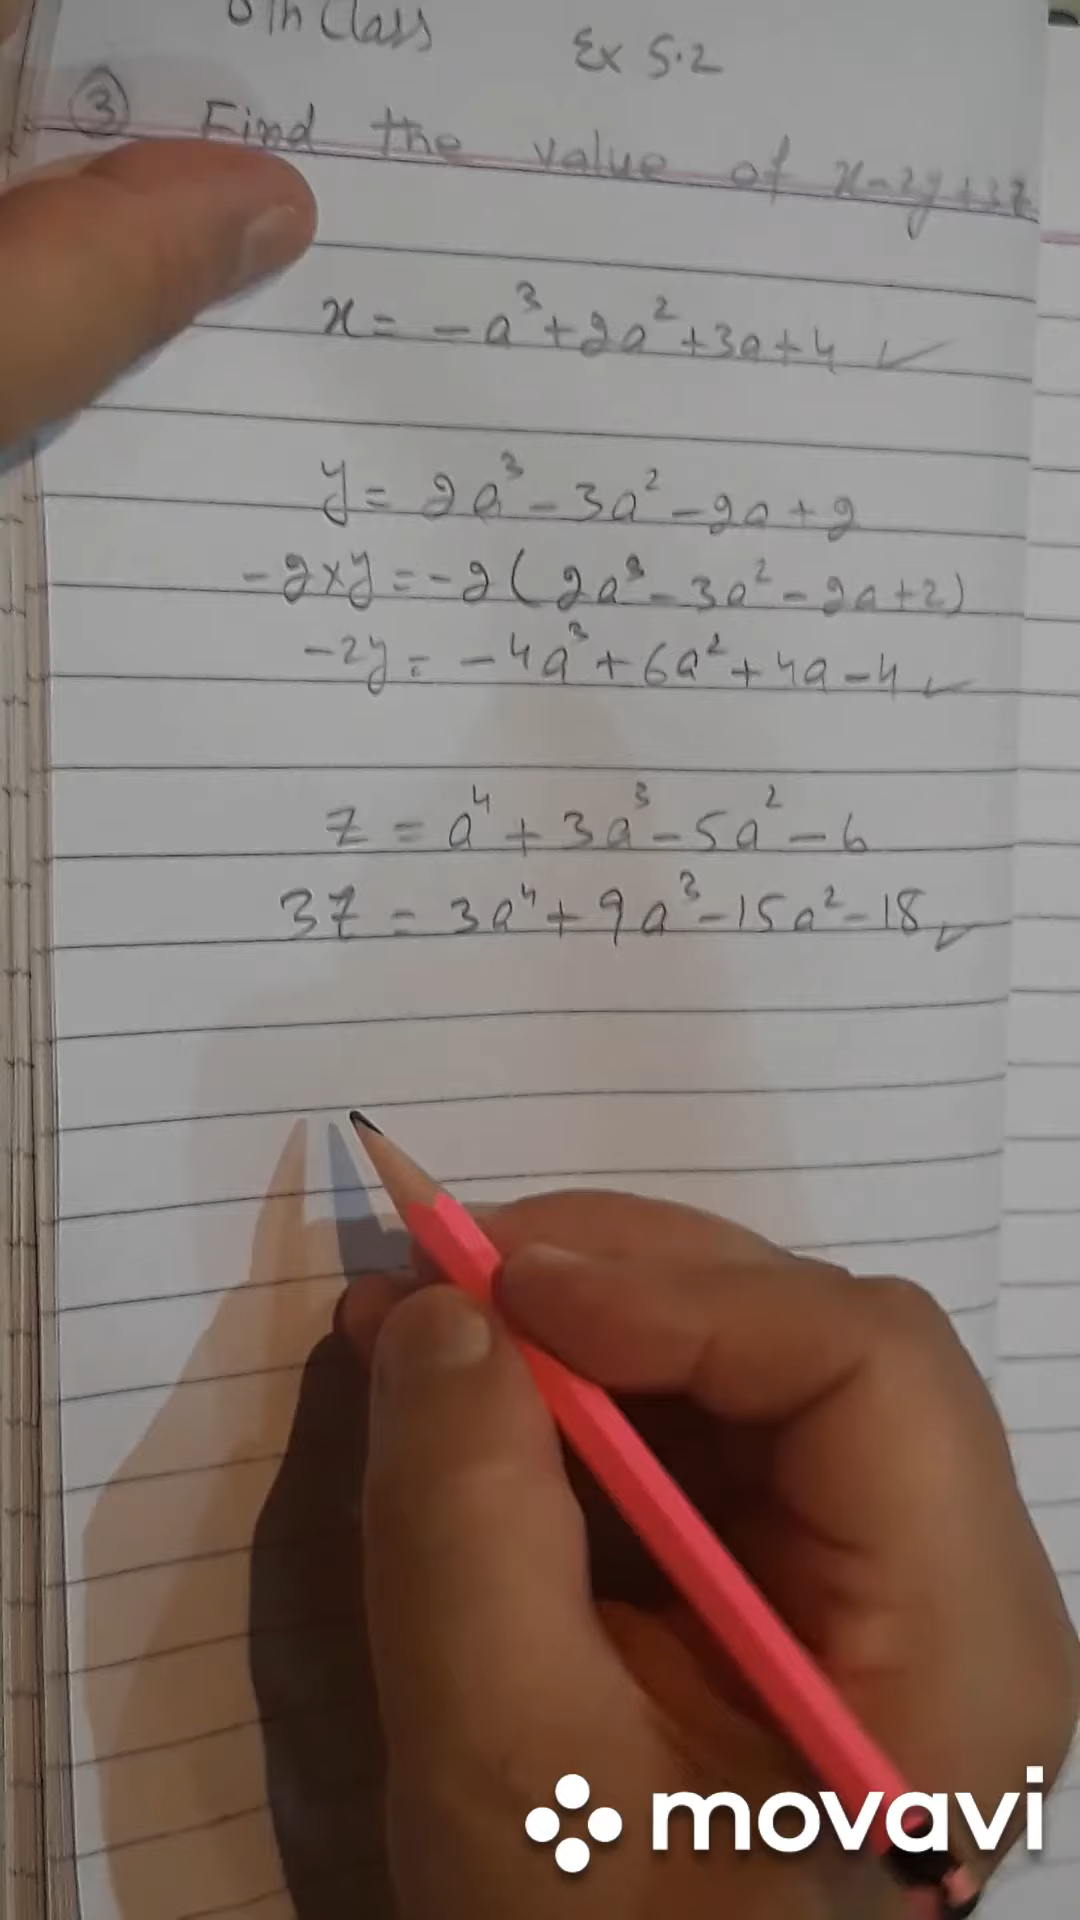 Class Ex 5.2
③ Find the value of x-2y+3z
x = -a³+2a²+3a+4 ✓
y = 2a³-3a²-2a+2
-2×y = -2(2a³-3a²-2a+2)
-2y = -4a³+6a²+4a-4 ✓
z = a⁴+3a³-5a²-6
3z = 3a⁴+9a³-15a²-18 ✓
movavi